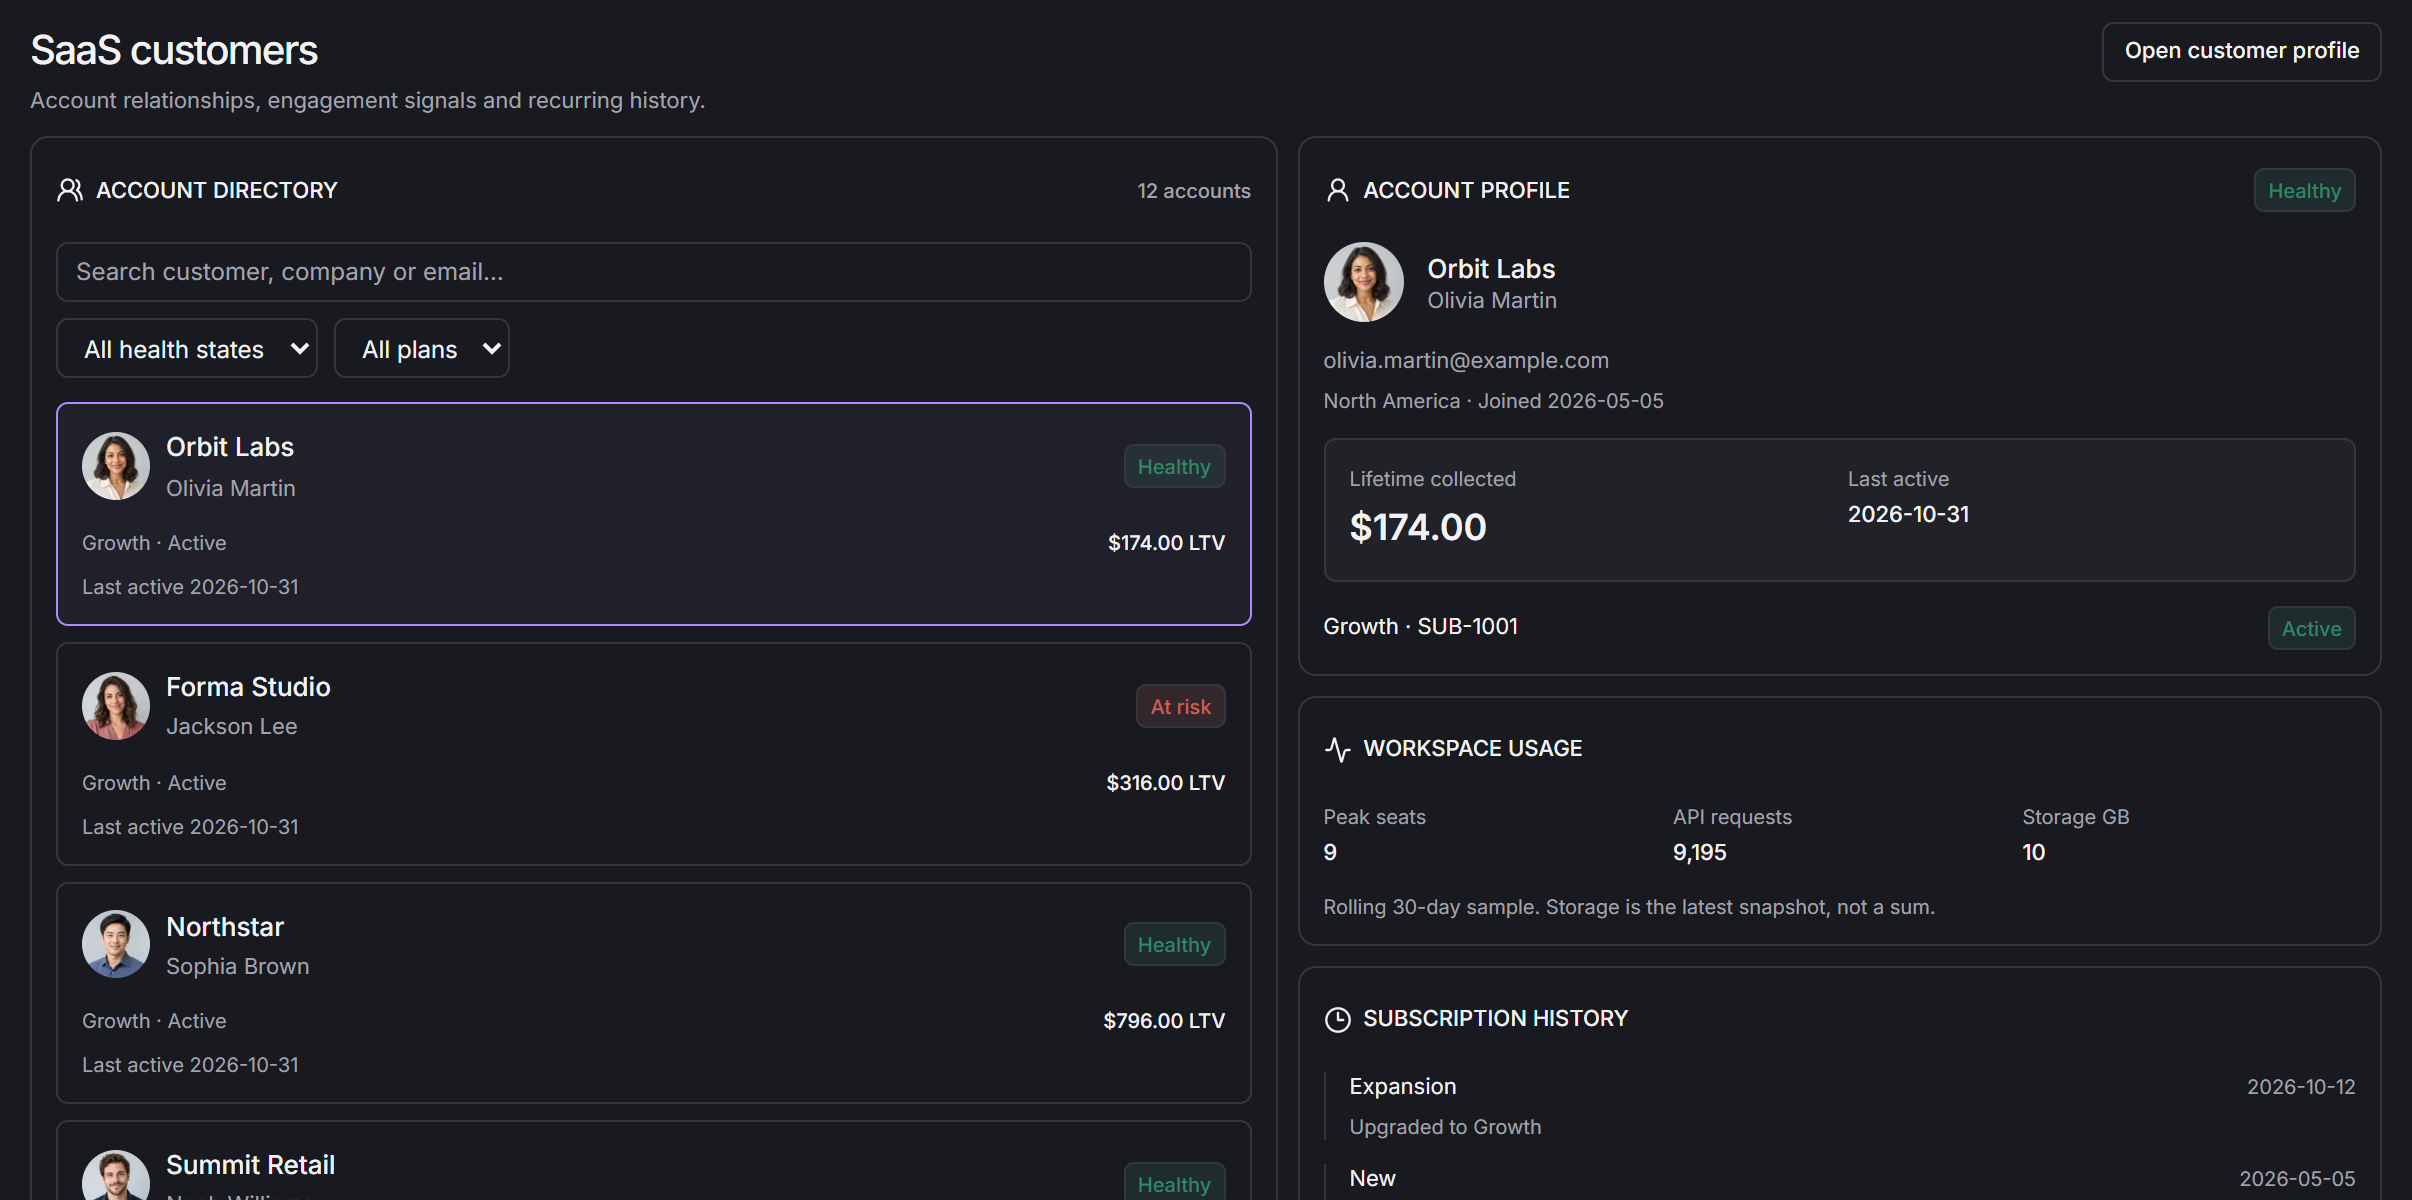 SaaS customers
Account relationships, engagement signals and recurring history.
Open customer profile
ACCOUNT DIRECTORY
12 accounts
Search customer, company or email...
All health states
All plans
Orbit Labs
Olivia Martin
Healthy
Growth · Active
$174.00 LTV
Last active 2026-10-31
Forma Studio
Jackson Lee
At risk
Growth · Active
$316.00 LTV
Last active 2026-10-31
Northstar
Sophia Brown
Healthy
Growth · Active
$796.00 LTV
Last active 2026-10-31
Summit Retail
Healthy
ACCOUNT PROFILE
Healthy
Orbit Labs
Olivia Martin
olivia.martin@example.com
North America · Joined 2026-05-05
Lifetime collected
$174.00
Last active
2026-10-31
Growth · SUB-1001
Active
WORKSPACE USAGE
Peak seats
9
API requests
9,195
Storage GB
10
Rolling 30-day sample. Storage is the latest snapshot, not a sum.
SUBSCRIPTION HISTORY
Expansion
2026-10-12
Upgraded to Growth
New
2026-05-05